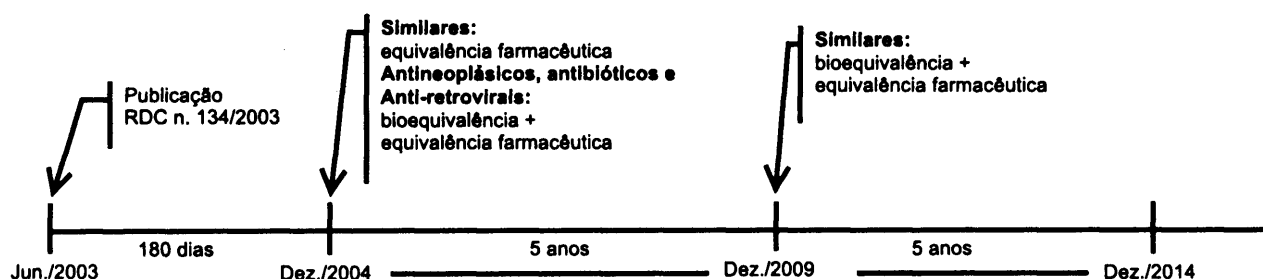 Publicação
RDC n. 134/2003
Similares:
equivalência farmacêutica
Antineoplásicos, antibióticos e
Anti-retrovirais:
bioequivalência +
equivalência farmacêutica
Similares:
bioequivalência +
equivalência farmacêutica
180 dias
5 anos
5 anos
Jun./2003
Dez./2004
Dez./2009
Dez./2014